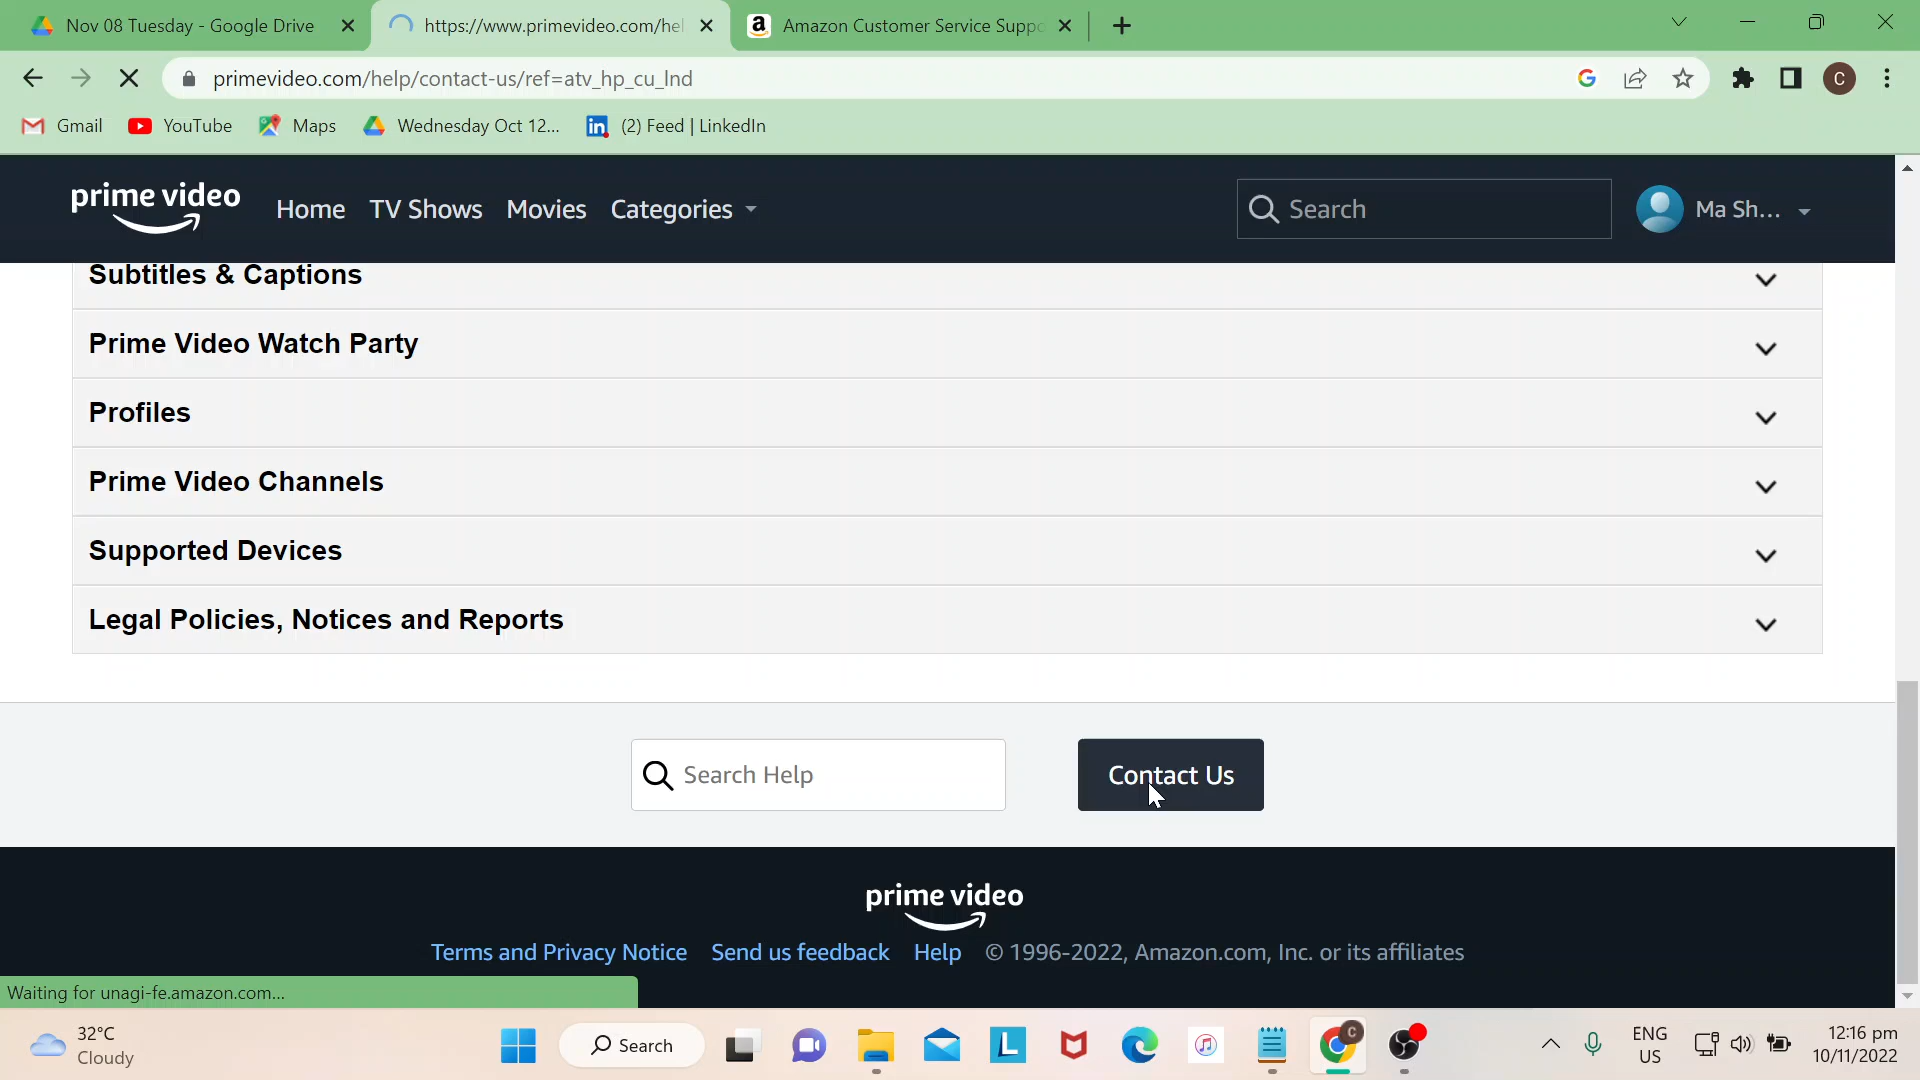 Nov 08 Tuesday - Google Drive
https://www.primevideo.com/hel
Amazon Customer Service Suppo
primevideo.com/help/contact-us/ref=atv_hp_cu_lnd
C
Gmail
YouTube
Maps
Wednesday Oct 12...
(2) Feed | LinkedIn
prime video
Home
TV Shows
Movies
Categories
Search
Ma Sh...
Subtitles & Captions
Prime Video Watch Party
Profiles
Prime Video Channels
Supported Devices
Legal Policies, Notices and Reports
Search Help
Contact Us
prime video
Terms and Privacy Notice
Send us feedback
Help
© 1996-2022, Amazon.com, Inc. or its affiliates
Waiting for unagi-fe.amazon.com...
32°C
Cloudy
Search
L
C
ENG
US
12:16 pm
10/11/2022